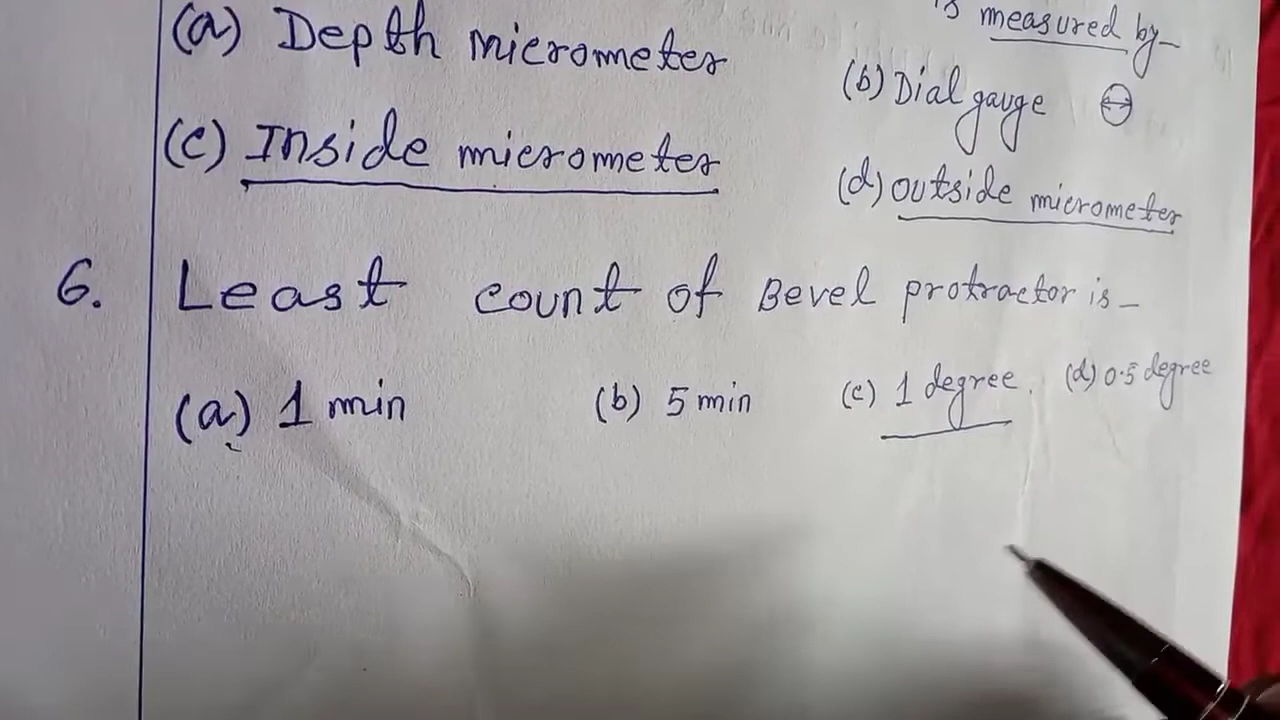 is measured by-
(a) Depth micrometer (b) Dial gauge
(c) Inside micrometer (d) outside micrometer
6. Least count of Bevel protractor is-
(a) 1 min (b) 5 min (c) 1 degree. (d) 0.5 degree